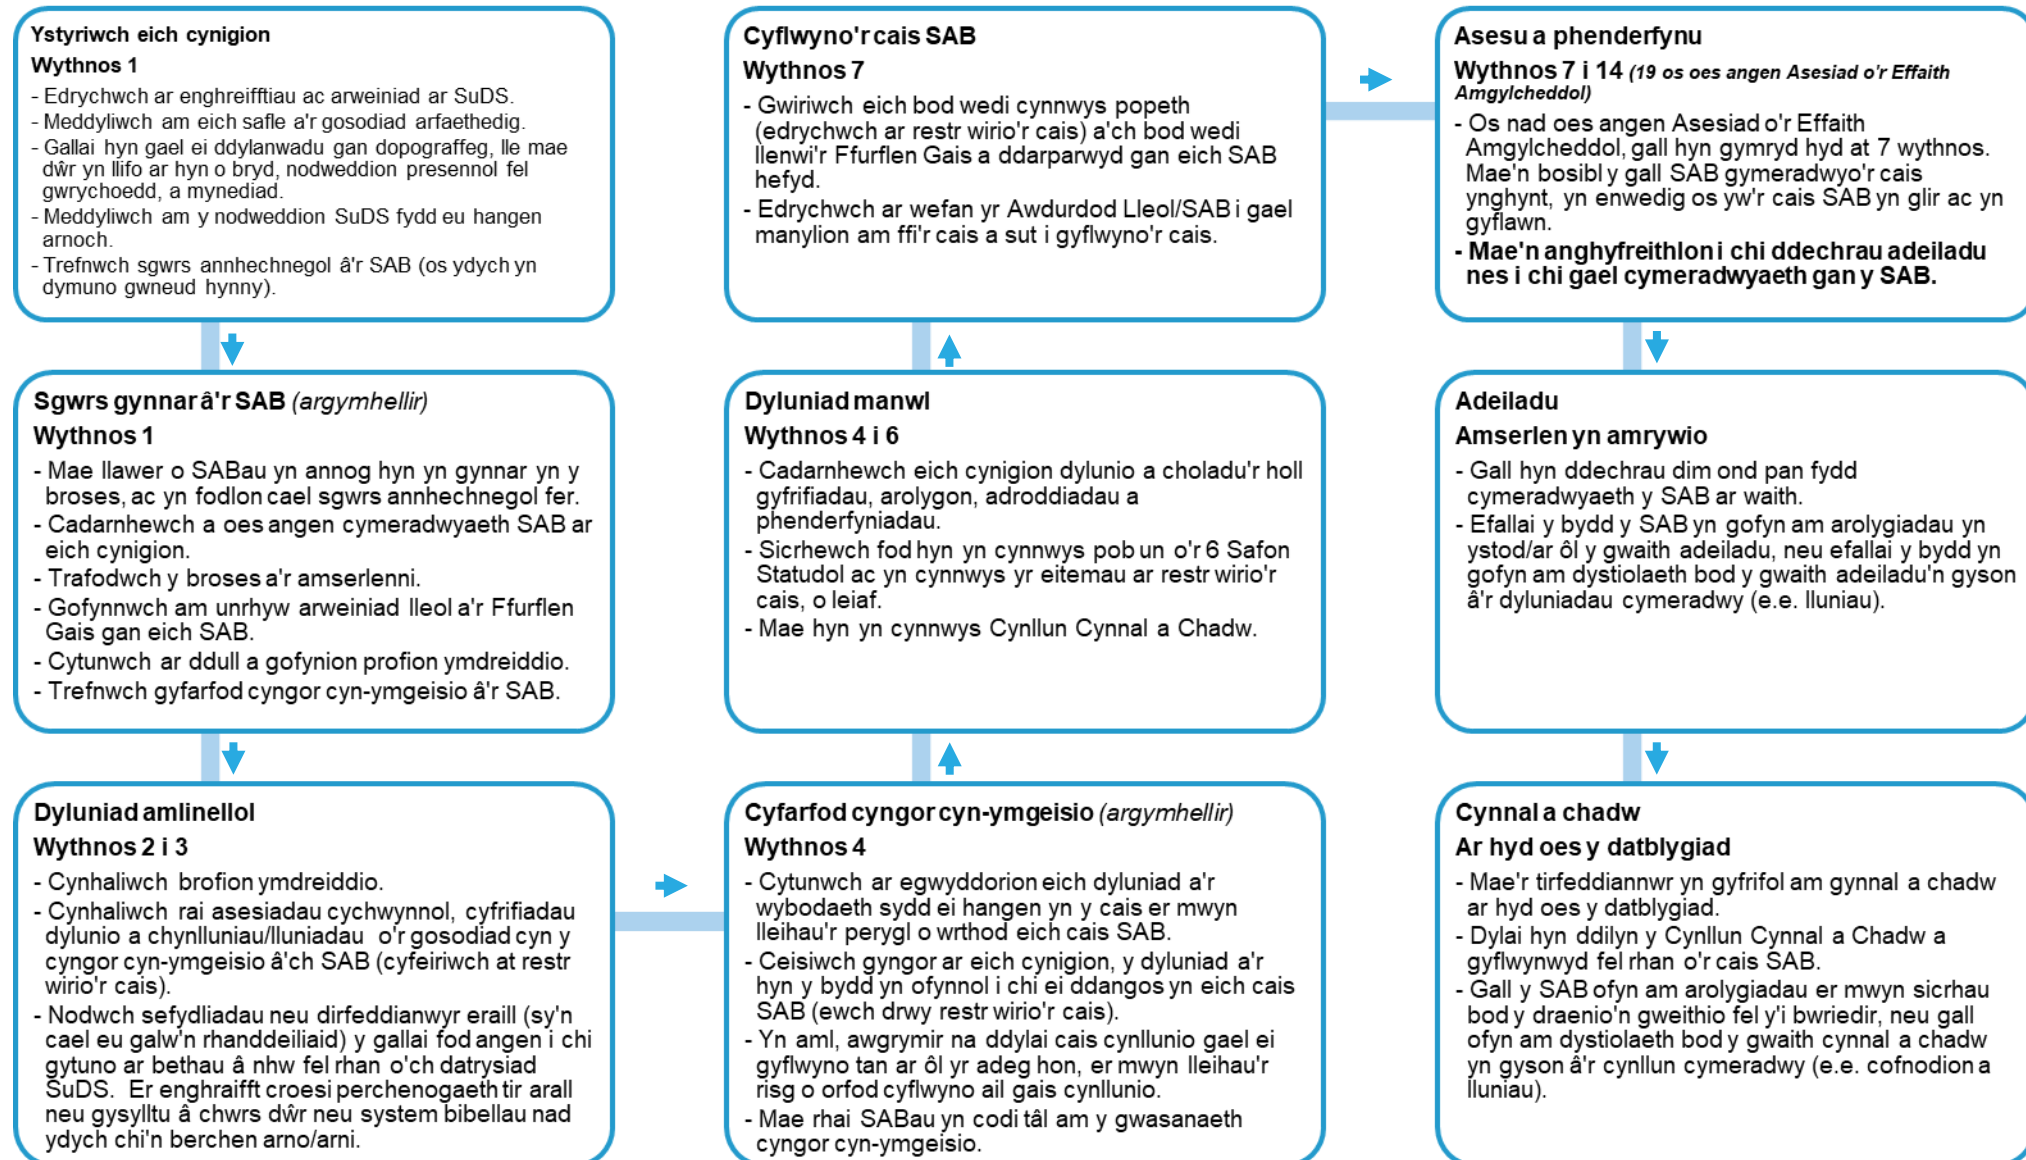 Ystyriwch eich cynigion
Wythnos 1
- Edrychwch ar enghreifftiau ac arweiniad ar SuDS.
- Meddyliwch am eich safle a'r gosodiad arfaethedig.
- Gallai hyn gael ei ddylanwadu gan dopograffeg, lle mae
dŵr yn llifo ar hyn o bryd, nodweddion presennol fel
gwrychoedd, a mynediad.
- Meddyliwch am y nodweddion SuDS fydd eu hangen
arnoch.
- Trefnwch sgwrs annhechnegol â'r SAB (os ydych yn
dymuno gwneud hynny).
Sgwrs gynnar â'r SAB (argymhellir)
Wythnos 1
- Mae llawer o SABau yn annog hyn yn gynnar yn y
broses, ac yn fodlon cael sgwrs annhechnegol fer.
- Cadarnhewch a oes angen cymeradwyaeth SAB ar
eich cynigion.
- Trafodwch y broses a'r amserlenni.
- Gofynnwch am unrhyw arweiniad lleol a'r Ffurflen
Gais gan eich SAB.
- Cytunwch ar ddull a gofynion profion ymdreiddio.
- Trefnwch gyfarfod cyngor cyn-ymgeisio â'r SAB.
Dyluniad amlinellol
Wythnos 2 i 3
- Cynhaliwch brofion ymdreiddio.
- Cynhaliwch rai asesiadau cychwynnol, cyfrifiadau
dylunio a chynlluniau/lluniadau o'r gosodiad cyn y
cyngor cyn-ymgeisio â'ch SAB (cyfeiriwch at restr
wirio'r cais).
- Nodwch sefydliadau neu dirfeddianwyr eraill (sy'n
cael eu galw'n rhanddeiliaid) y gallai fod angen i chi
gytuno ar bethau â nhw fel rhan o'ch datrysiad
SuDS. Er enghraifft croesi perchenogaeth tir arall
neu gysylltu â chwrs dŵr neu system bibellau nad
ydych chi'n berchen arno/arni.
Cyfarfod cyngor cyn-ymgeisio (argymhellir)
Wythnos 4
- Cytunwch ar egwyddorion eich dyluniad a'r
wybodaeth sydd ei hangen yn y cais er mwyn
lleihau'r perygl o wrthod eich cais SAB.
- Ceisiwch gyngor ar eich cynigion, y dyluniad a'r
hyn y bydd yn ofynnol i chi ei ddangos yn eich cais
SAB (ewch drwy restr wirio'r cais).
- Yn aml, awgrymir na ddylai cais cynllunio gael ei
gyflwyno tan ar ôl yr adeg hon, er mwyn lleihau'r
risg o orfod cyflwyno ail gais cynllunio.
- Mae rhai SABau yn codi tâl am y gwasanaeth
cyngor cyn-ymgeisio.
Dyluniad manwl
Wythnos 4 i 6
- Cadarnhewch eich cynigion dylunio a choladu'r holl
gyfrifiadau, arolygon, adroddiadau a
phenderfyniadau.
- Sicrhewch fod hyn yn cynnwys pob un o'r 6 Safon
Statudol ac yn cynnwys yr eitemau ar restr wirio'r
cais, o leiaf.
- Mae hyn yn cynnwys Cynllun Cynnal a Chadw.
Cyflwyno'r cais SAB
Wythnos 7
- Gwiriwch eich bod wedi cynnwys popeth
(edrychwch ar restr wirio'r cais) a'ch bod wedi
llenwi'r Ffurflen Gais a ddarparwyd gan eich SAB
hefyd.
- Edrychwch ar wefan yr Awdurdod Lleol/SAB i gael
manylion am ffi'r cais a sut i gyflwyno'r cais.
Asesu a phenderfynu
Wythnos 7 i 14 (19 os oes angen Asesiad o'r Effaith
Amgylcheddol)
- Os nad oes angen Asesiad o'r Effaith
Amgylcheddol, gall hyn gymryd hyd at 7 wythnos.
Mae'n bosibl y gall SAB gymeradwyo'r cais
ynghynt, yn enwedig os yw'r cais SAB yn glir ac yn
gyflawn.
- Mae'n anghyfreithlon i chi ddechrau adeiladu
nes i chi gael cymeradwyaeth gan y SAB.
Adeiladu
Amserlen yn amrywio
- Gall hyn ddechrau dim ond pan fydd
cymeradwyaeth y SAB ar waith.
- Efallai y bydd y SAB yn gofyn am arolygiadau yn
ystod/ar ôl y gwaith adeiladu, neu efallai y bydd yn
gofyn am dystiolaeth bod y gwaith adeiladu'n gyson
â'r dyluniadau cymeradwy (e.e. lluniau).
Cynnal a chadw
Ar hyd oes y datblygiad
- Mae'r tirfeddiannwr yn gyfrifol am gynnal a chadw
ar hyd oes y datblygiad.
- Dylai hyn ddilyn y Cynllun Cynnal a Chadw a
gyflwynwyd fel rhan o'r cais SAB.
- Gall y SAB ofyn am arolygiadau er mwyn sicrhau
bod y draenio'n gweithio fel y'i bwriedir, neu gall
ofyn am dystiolaeth bod y gwaith cynnal a chadw
yn gyson â'r cynllun cymeradwy (e.e. cofnodion a
lluniau).